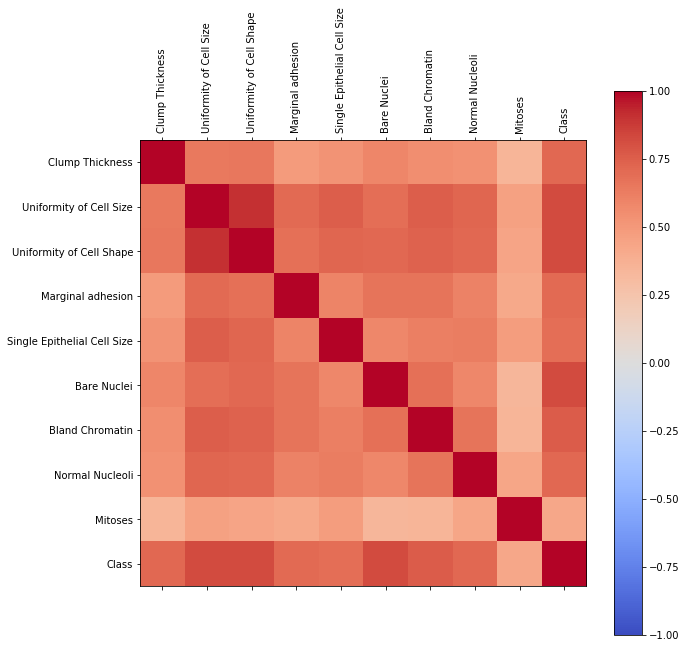 Clump Thickness
Uniformity of Cell Size
Uniformity of Cell Shape
Marginal adhesion
Single Epithelial Cell Size
Bare Nuclei
Bland Chromatin
Normal Nucleoli
Mitoses
Class
Clump Thickness
Uniformity of Cell Size
Uniformity of Cell Shape
Marginal adhesion
Single Epithelial Cell Size
Bare Nuclei
Bland Chromatin
Normal Nucleoli
Mitoses
Class
1.00
0.75
0.50
0.25
0.00
−0.25
−0.50
−0.75
−1.00